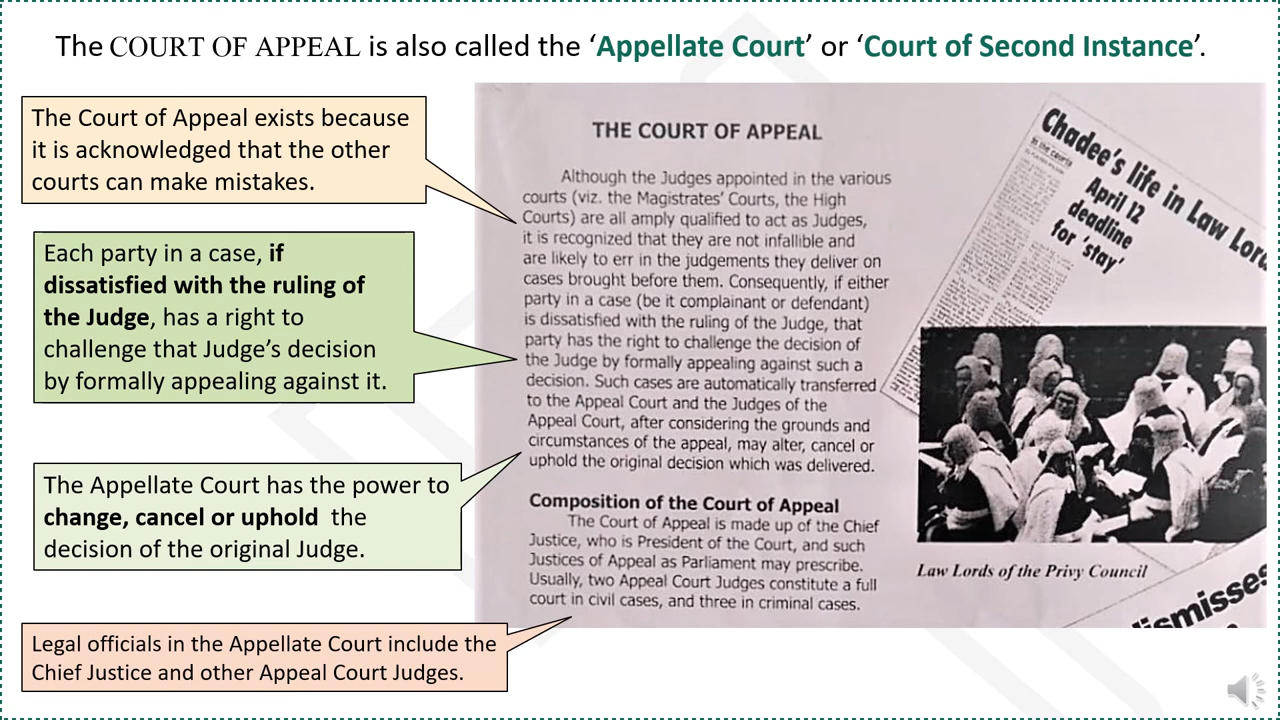 The COURT OF APPEAL is also called the ‘Appellate Court’ or ‘Court of Second Instance’.
The Court of Appeal exists because
it is acknowledged that the other
courts can make mistakes.
Each party in a case, if
dissatisfied with the ruling of
the Judge, has a right to
challenge that Judge’s decision
by formally appealing against it.
The Appellate Court has the power to
change, cancel or uphold the
decision of the original Judge.
Legal officials in the Appellate Court include the
Chief Justice and other Appeal Court Judges.
THE COURT OF APPEAL
Although the Judges appointed in the various
courts (viz. the Magistrates’ Courts, the High
Courts) are all amply qualified to act as Judges,
it is recognized that they are not infallible and
are likely to err in the judgements they deliver on
cases brought before them. Consequently, if either
party in a case (be it complainant or defendant)
is dissatisfied with the ruling of the Judge, that
party has the right to challenge the decision of
the Judge by formally appealing against such a
decision. Such cases are automatically transferred
to the Appeal Court and the Judges of the
Appeal Court, after considering the grounds and
circumstances of the appeal, may alter, cancel or
uphold the original decision which was delivered.
Composition of the Court of Appeal
The Court of Appeal is made up of the Chief
Justice, who is President of the Court, and such
Justices of Appeal as Parliament may prescribe.
Usually, two Appeal Court Judges constitute a full
court in civil cases, and three in criminal cases.
Chadee’s life in Law Lor
In the Courts
April 12
deadline
for ‘stay’
Law Lords of the Privy Council
ismisse